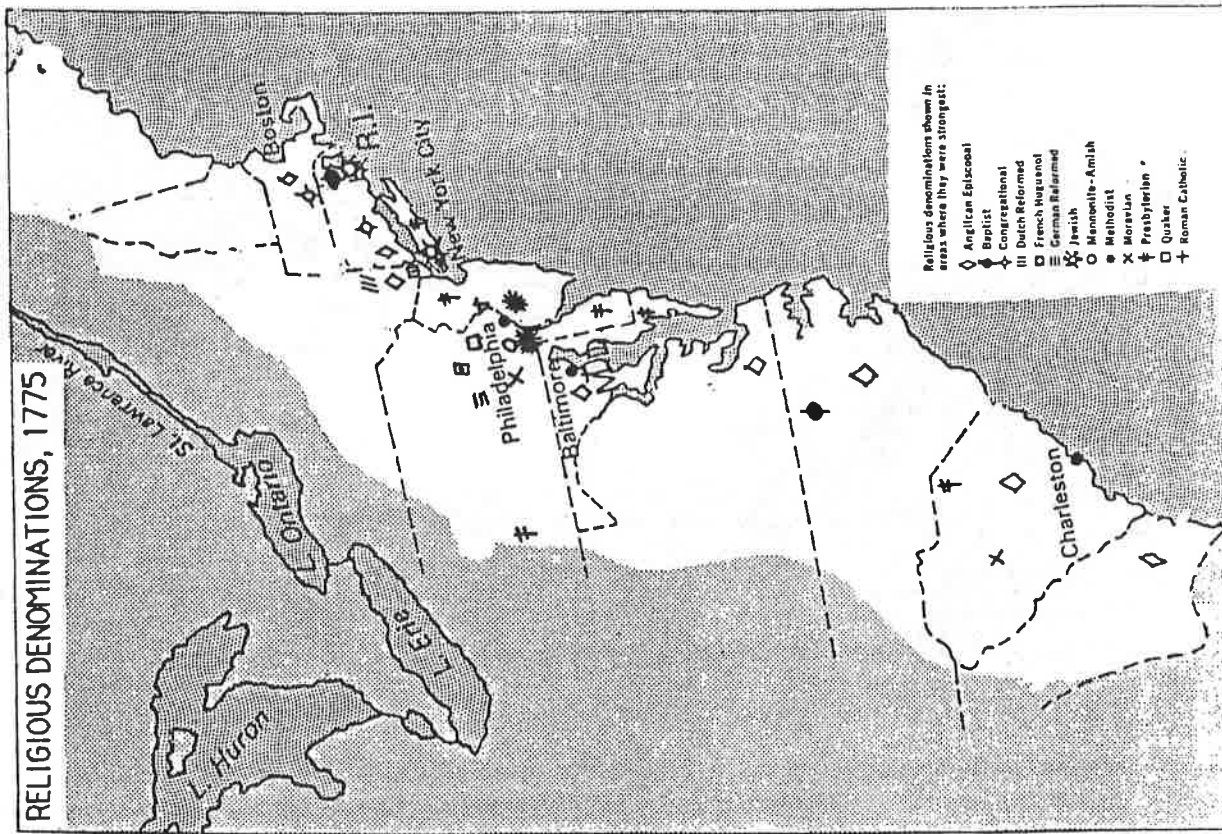 RELIGIOUS DENOMINATIONS, 1775
St. Lawrance River
L. Ontario
L. Erie
L. Huron
Boston
R.I.
New York City
Philadelphia
Baltimore
Charleston
Religious denominations shown in
areas where they were strongest:
Anglican Episcopal
Baptist
Congregational
Dutch Reformed
French Huguenot
German Reformed
Jewish
Mennonite-Amish
Methodist
Moravian
Presbyterian
Quaker
Roman Catholic